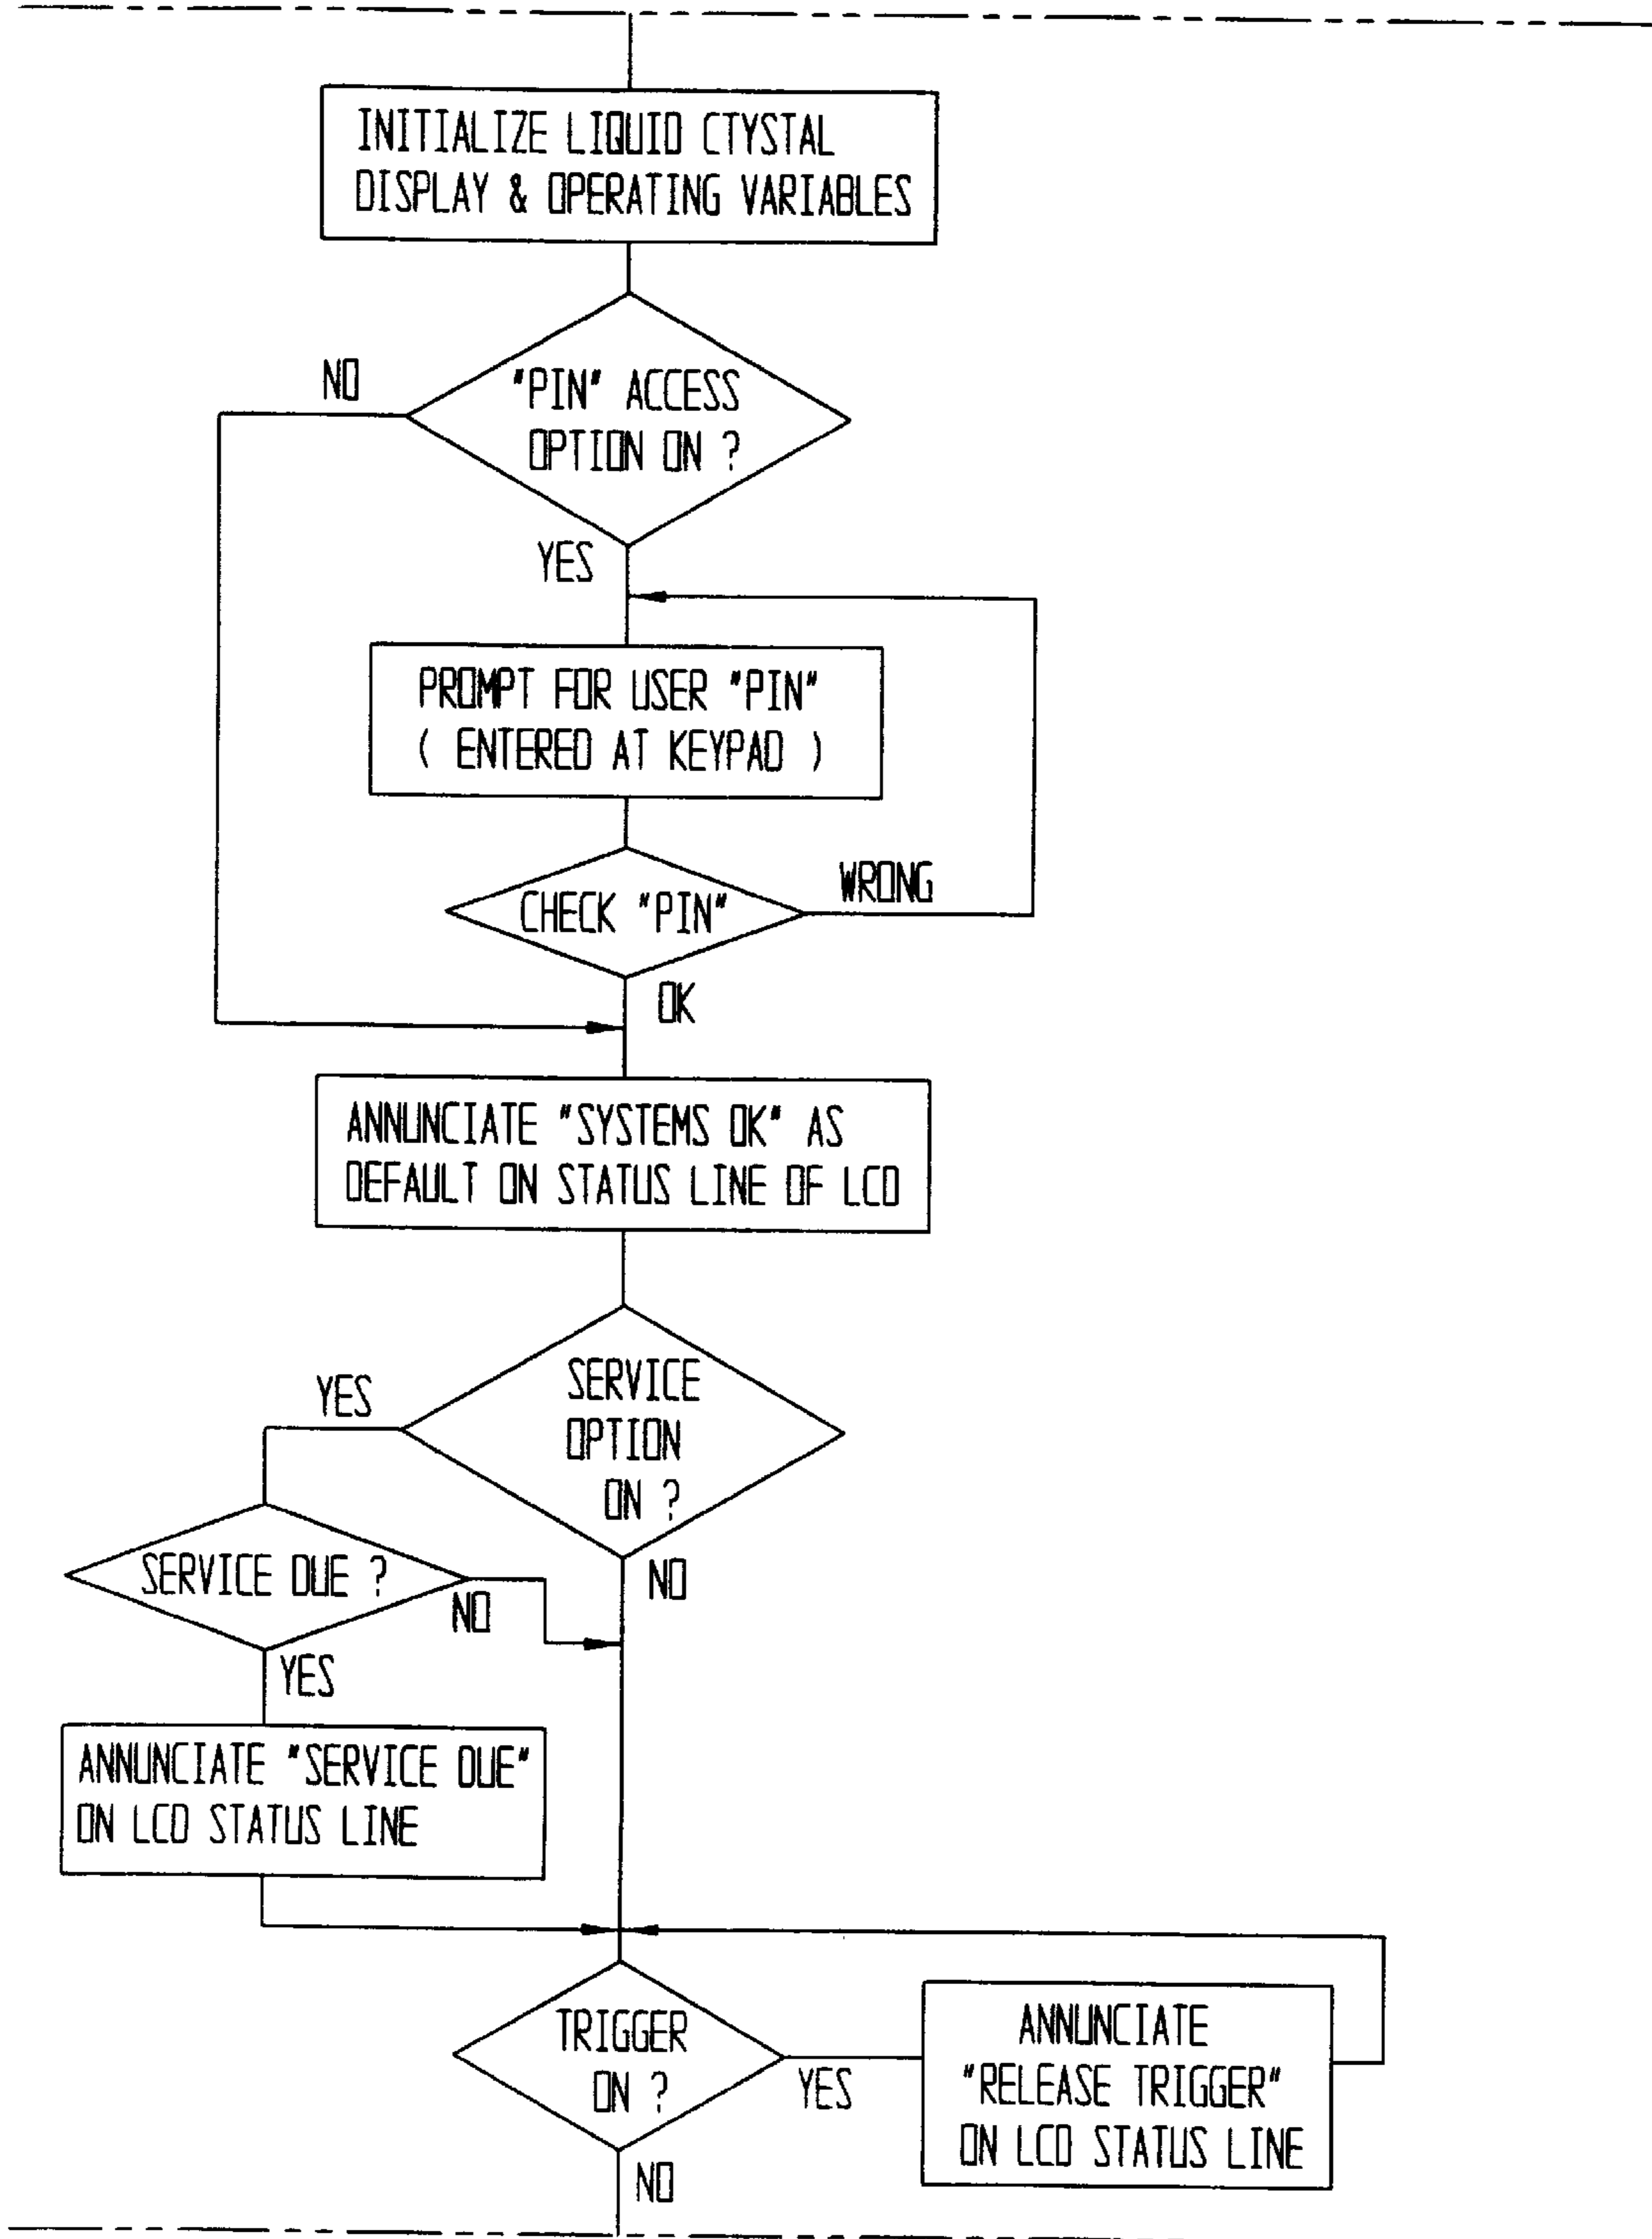 INITIALIZE LIQUID CTYSTAL
DISPLAY & OPERATING VARIABLES
NO
"PIN" ACCESS
OPTION ON ?
YES
PROMPT FOR USER "PIN"
( ENTERED AT KEYPAD )
WRONG
CHECK "PIN"
OK
ANNUNCIATE "SYSTEMS OK" AS
DEFAULT ON STATUS LINE OF LCD
YES
SERVICE
OPTION
ON ?
SERVICE DUE ?
NO
NO
YES
ANNUNCIATE "SERVICE DUE"
ON LCD STATUS LINE
TRIGGER
ON ?
YES
ANNUNCIATE
"RELEASE TRIGGER"
ON LCD STATUS LINE
NO